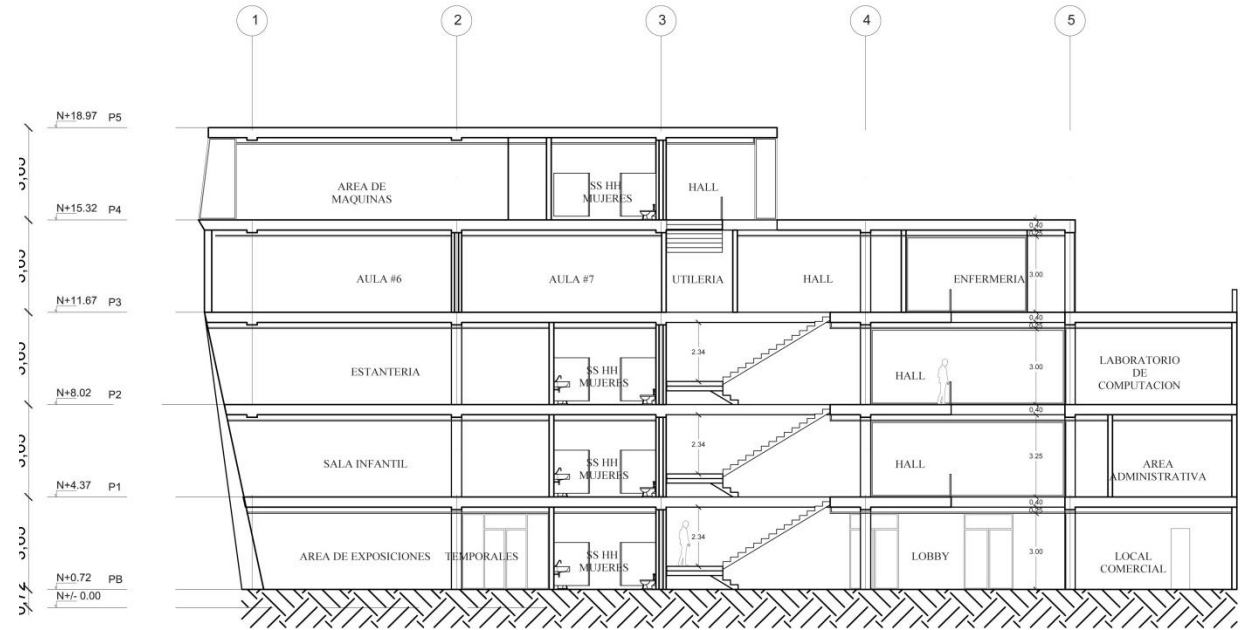 1 2 3 4 5
N+18.97 P5
AREA DE
MAQUINAS
SS HH
MUJERES
HALL
N+15.32 P4
0.40
0.25
AULA #6
AULA #7
UTILERIA
HALL
ENFERMERIA
3.00
N+11.67 P3
0.40
0.25
2.34
ESTANTERIA
SS HH
MUJERES
HALL
3.00
LABORATORIO
DE
COMPUTACION
N+8.02 P2
0.40
2.34
SALA INFANTIL
SS HH
MUJERES
HALL
3.25
AREA
ADMINISTRATIVA
N+4.37 P1
0.40
0.25
2.34
AREA DE EXPOSICIONES TEMPORALES
SS HH
MUJERES
LOBBY
3.00
LOCAL
COMERCIAL
N+0.72 PB
N+/- 0.00